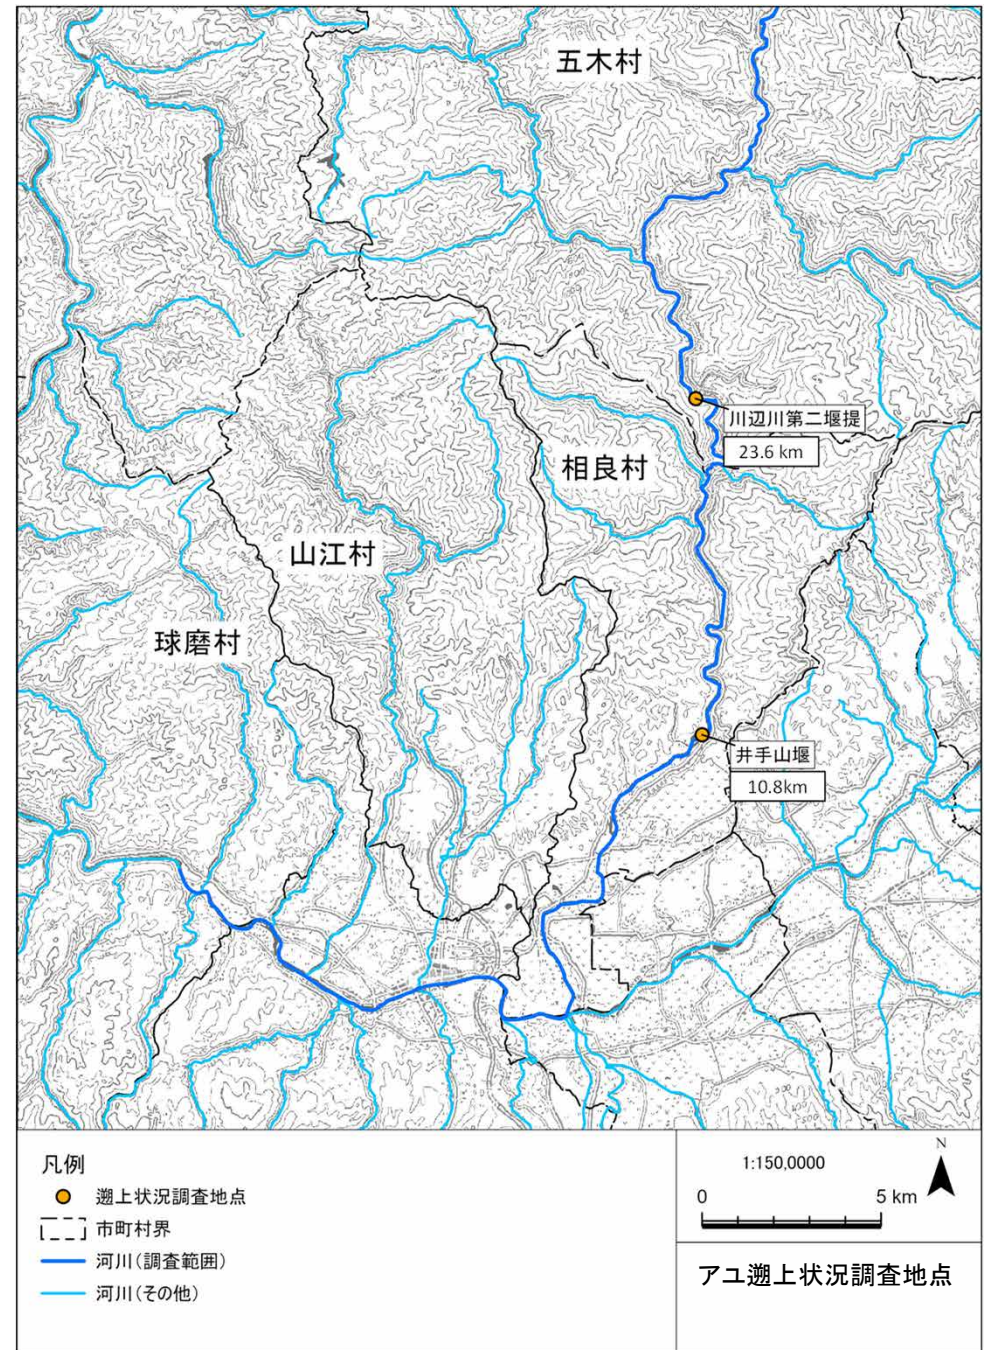 五木村
川辺川第二堰提
23.6 km
相良村
山江村
球磨村
井手山堰
10.8km
凡例
遡上状況調査地点
市町村界
河川(調査範囲)
河川(その他)
1:150,0000
N
0 5 km
アユ遡上状況調査地点